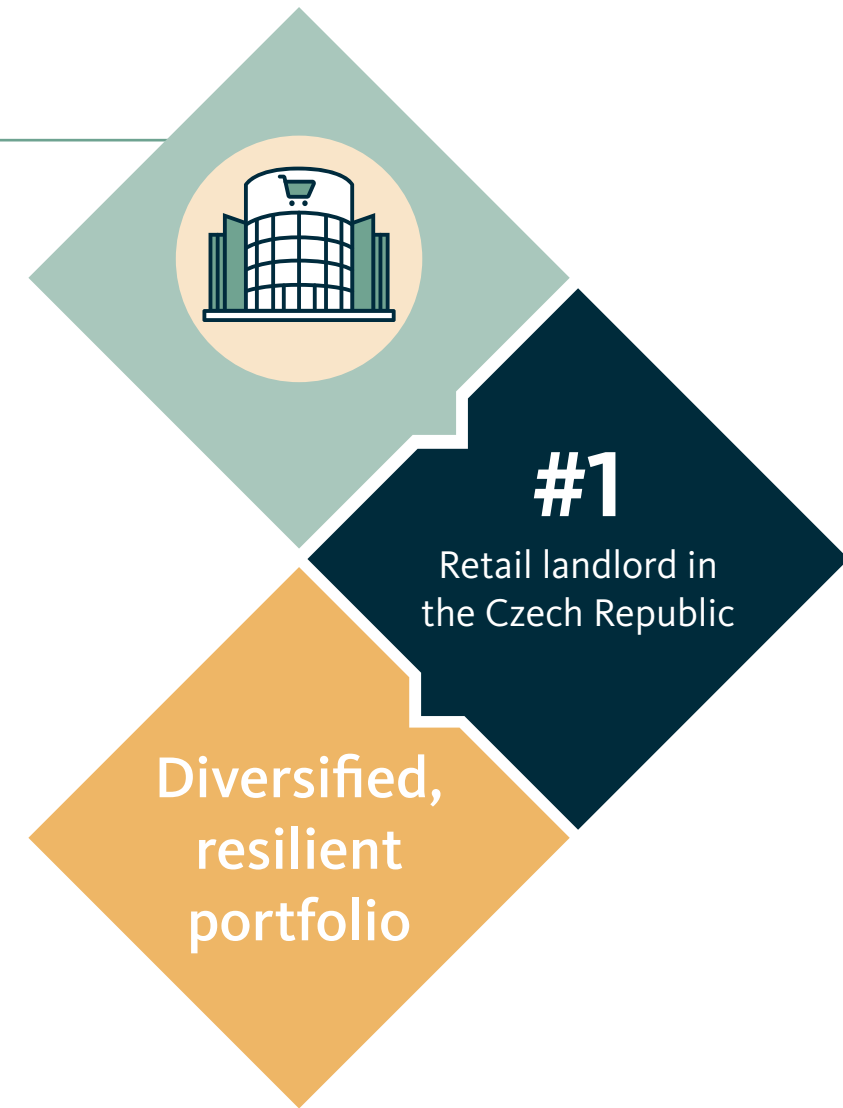 #1
Retail landlord in
the Czech Republic
Diversified,
resilient
portfolio